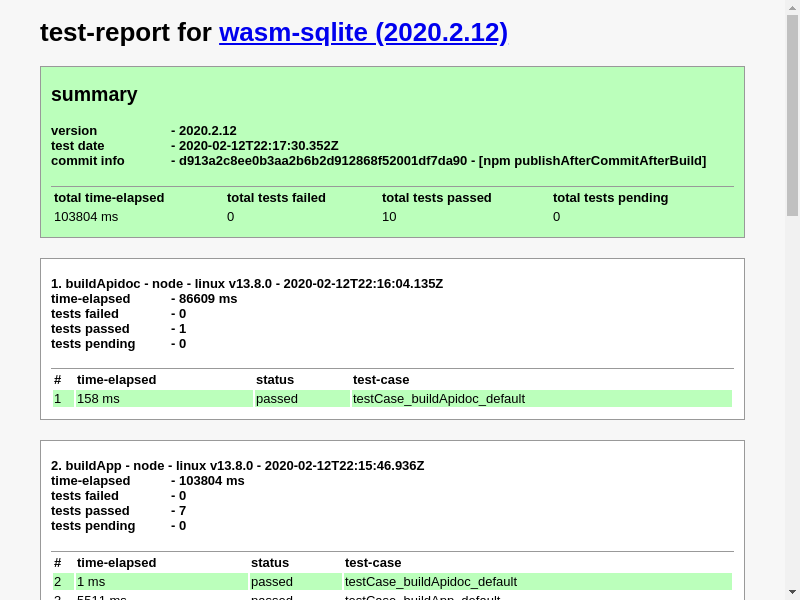 test-report for wasm-sqlite (2020.2.12)
summary
version - 2020.2.12
test date - 2020-02-12T22:17:30.352Z
commit info - d913a2c8ee0b3aa2b6b2d912868f52001df7da90 - [npm publishAfterCommitAfterBuild]
total time-elapsed total tests failed total tests passed total tests pending
103804 ms 0 10 0
1. buildApidoc - node - linux v13.8.0 - 2020-02-12T22:16:04.135Z
time-elapsed - 86609 ms
tests failed - 0
tests passed - 1
tests pending - 0
# time-elapsed status test-case
1 158 ms passed testCase_buildApidoc_default
2. buildApp - node - linux v13.8.0 - 2020-02-12T22:15:46.936Z
time-elapsed - 103804 ms
tests failed - 0
tests passed - 7
tests pending - 0
# time-elapsed status test-case
2 1 ms passed testCase_buildApidoc_default
3 5511 ms passed testCase_buildApp_default